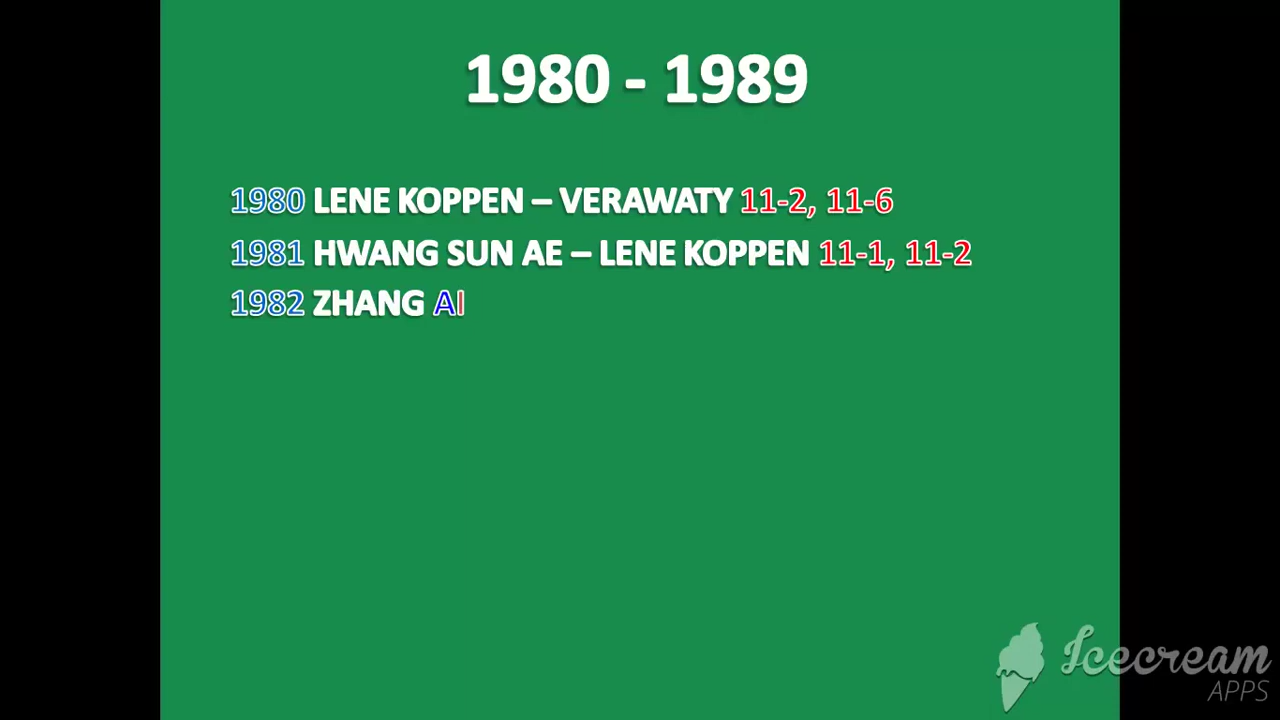 1980 - 1989
1980 LENE KOPPEN – VERAWATY 11-2, 11-6
1981 HWANG SUN AE – LENE KOPPEN 11-1, 11-2
1982 ZHANG AI
Icecream
APPS